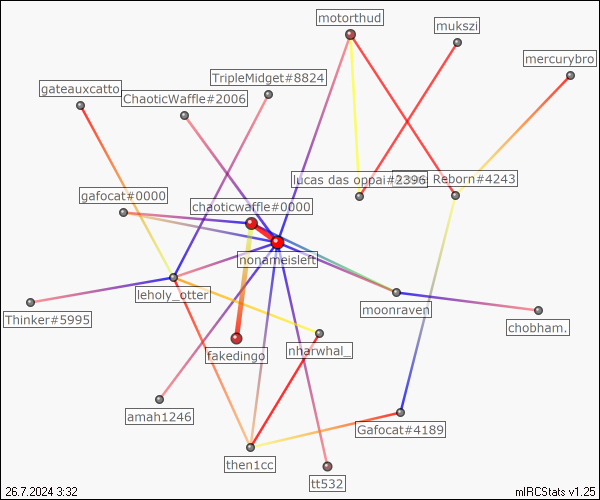 motorthud
mukszi
mercurybro
TripleMidget#8824
gateauxcatto
ChaoticWaffle#2006
lucas das oppai#2396
Reborn#4243
gafocat#0000
chaoticwaffle#0000
nonameisleft
leholy_otter
moonraven
Thinker#5995
chobham.
fakedingo
nharwhal_
amah1246
Gafocat#4189
then1cc
tt532
26.7.2024 3:32
mIRCStats v1.25